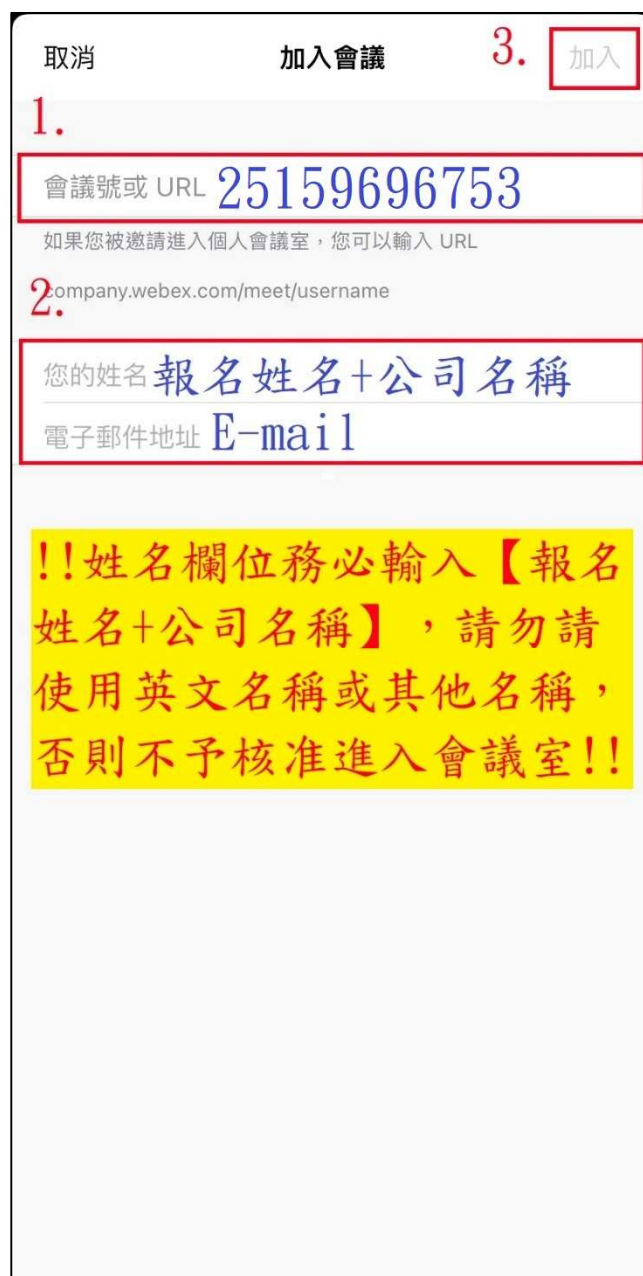 取消 加入會議 3. 加入
1.
會議號或 URL 25159696753
如果您被邀請進入個人會議室，您可以輸入 URL
company.webex.com/meet/username
2.
您的姓名 報名姓名+公司名稱
電子郵件地址 E-mail
!!姓名欄位務必輸入【報名
姓名+公司名稱】，請勿請
使用英文名稱或其他名稱，
否則不予核准進入會議室!!